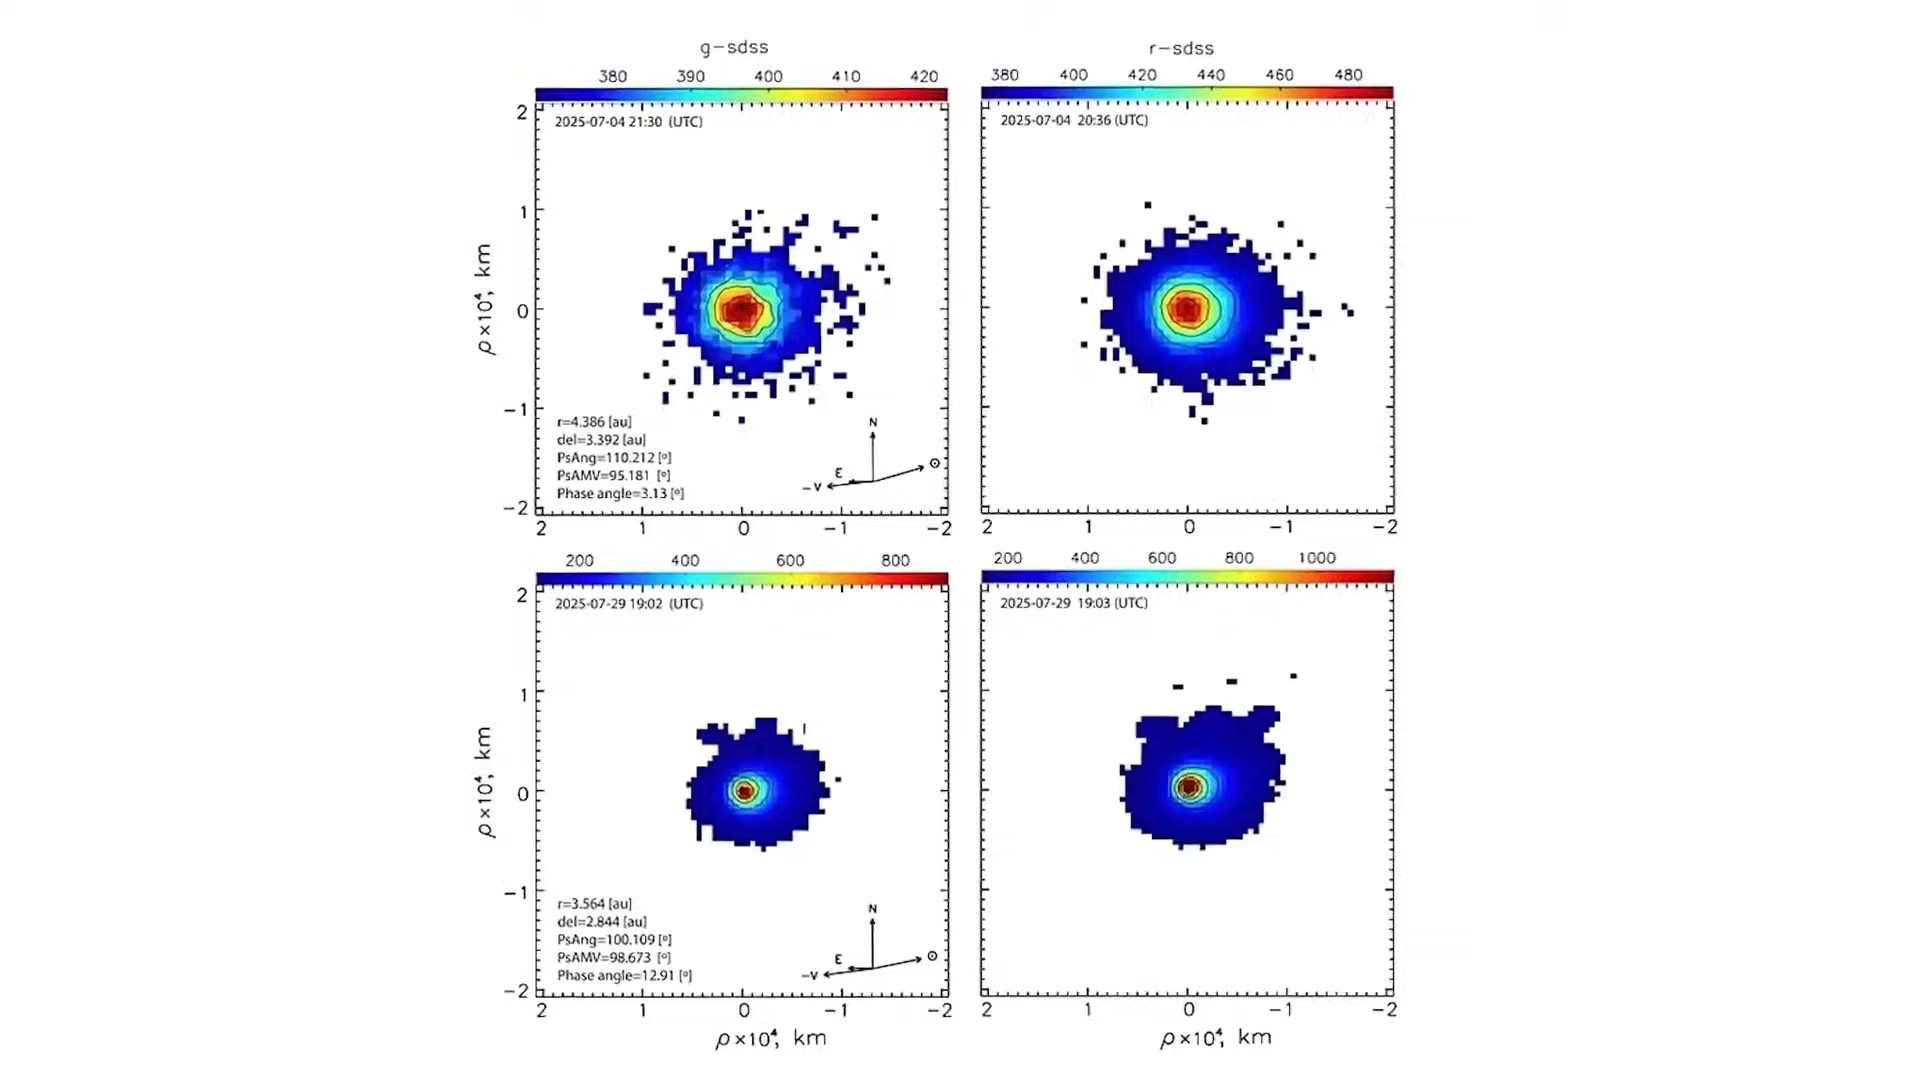 g-sdss
380 390 400 410 420
2025-07-04 21:30 (UTC)
2
1
0
-1
-2
ρ×10⁴, km
r=4.386 [au]
del=3.392 [au]
PsAng=110.212 [º]
PsAMV=95.181 [º]
Phase angle=3.13 [º]
N
E
-V
⊙
2 1 0 -1 -2
r-sdss
380 400 420 440 460 480
2025-07-04 20:36 (UTC)
2 1 0 -1 -2
200 400 600 800
2025-07-29 19:02 (UTC)
2
1
0
-1
-2
ρ×10⁴, km
r=3.564 [au]
del=2.844 [au]
PsAng=100.109 [º]
PsAMV=98.673 [º]
Phase angle=12.91 [º]
N
E
-V
⊙
2 1 0 -1 -2
ρ×10⁴, km
200 400 600 800 1000
2025-07-29 19:03 (UTC)
2 1 0 -1 -2
ρ×10⁴, km